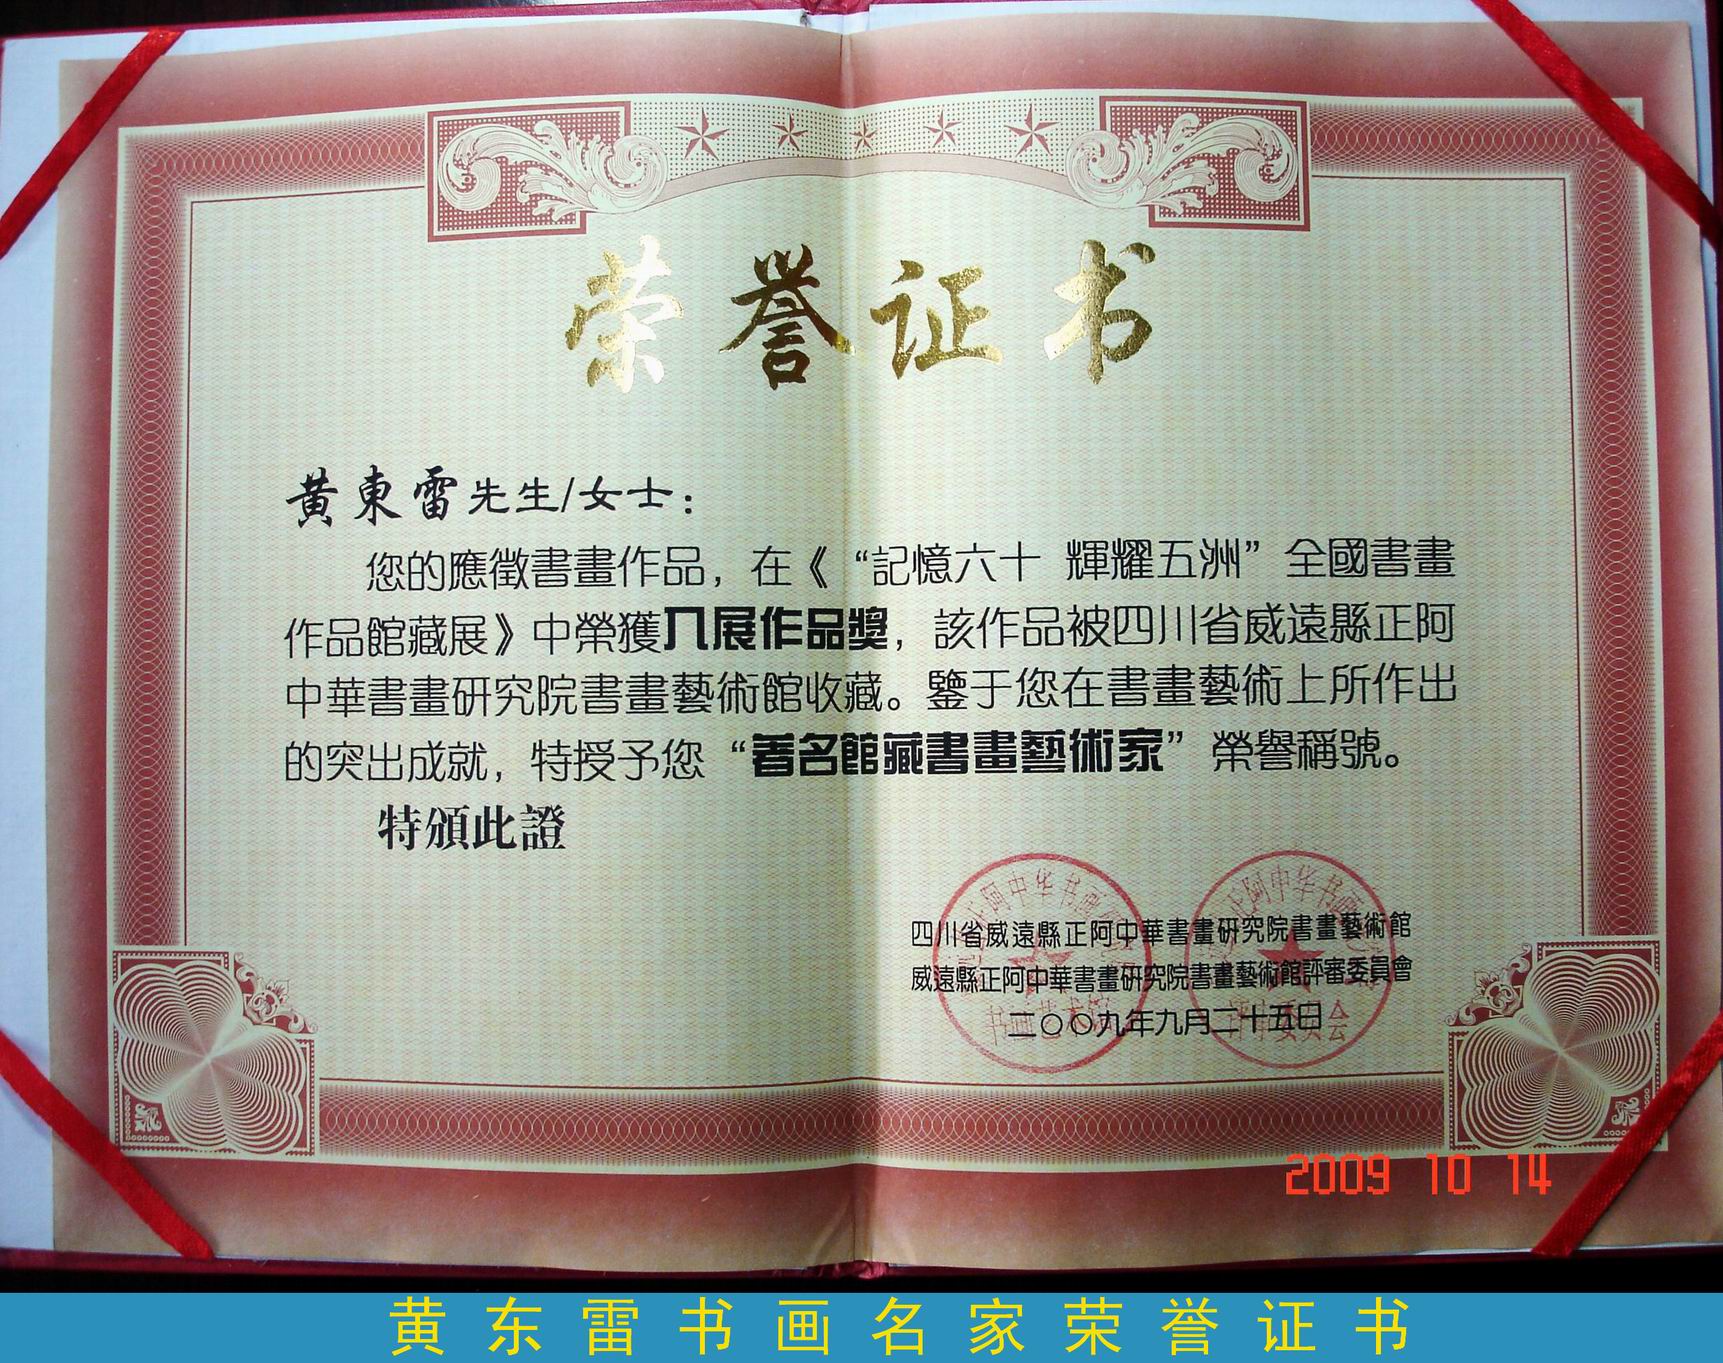 荣誉证书
黄東雷先生/女士：
您的應徵書畫作品，在《“記憶六十 輝耀五洲”全國書畫
作品館藏展》中榮獲入展作品獎，該作品被四川省威遠縣正阿
中華書畫研究院書畫藝術館收藏。鑒于您在書畫藝術上所作出
的突出成就，特授予您“著名館藏書畫藝術家”榮譽稱號。
特頒此證
四川省威遠縣正阿中華書畫研究院書畫藝術館
威遠縣正阿中華書畫研究院書畫藝術館評審委員會
二〇〇九年九月二十五日
2009 10 14
黄东雷书画名家荣誉证书